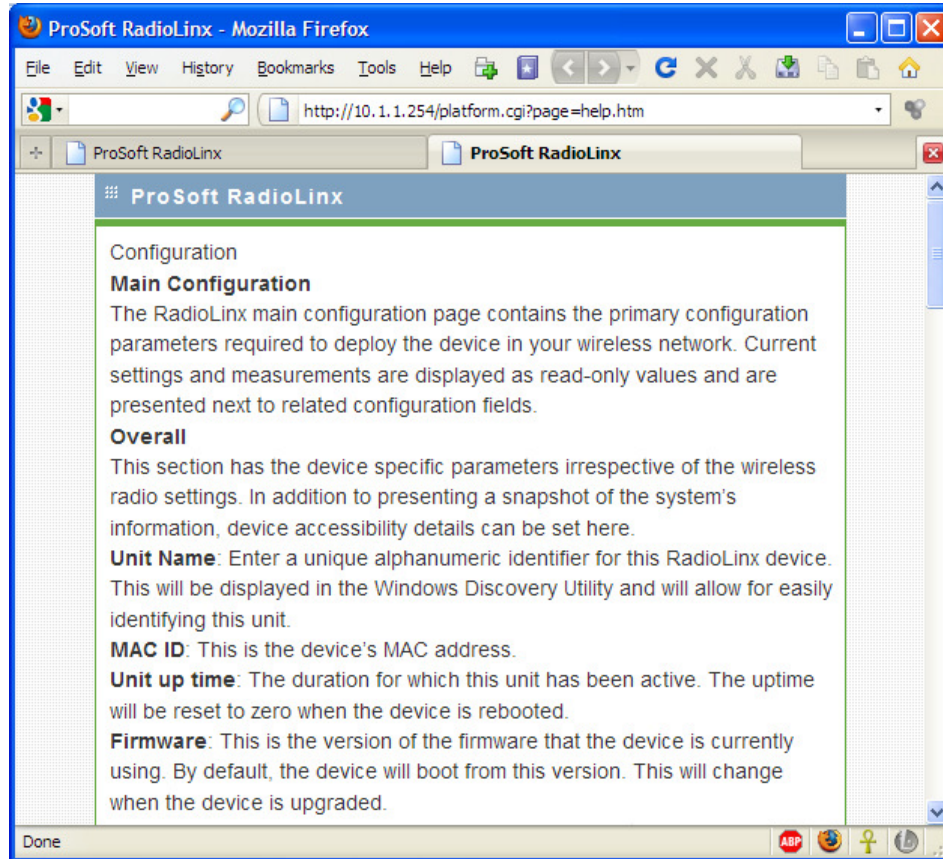 ProSoft RadioLinx - Mozilla Firefox
File Edit View History Bookmarks Tools Help
http://10.1.1.254/platform.cgi?page=help.htm
ProSoft RadioLinx
ProSoft RadioLinx
ProSoft RadioLinx
Configuration
Main Configuration
The RadioLinx main configuration page contains the primary configuration
parameters required to deploy the device in your wireless network. Current
settings and measurements are displayed as read-only values and are
presented next to related configuration fields.
Overall
This section has the device specific parameters irrespective of the wireless
radio settings. In addition to presenting a snapshot of the system's
information, device accessibility details can be set here.
Unit Name: Enter a unique alphanumeric identifier for this RadioLinx device.
This will be displayed in the Windows Discovery Utility and will allow for easily
identifying this unit.
MAC ID: This is the device's MAC address.
Unit up time: The duration for which this unit has been active. The uptime
will be reset to zero when the device is rebooted.
Firmware: This is the version of the firmware that the device is currently
using. By default, the device will boot from this version. This will change
when the device is upgraded.
Done
ABP